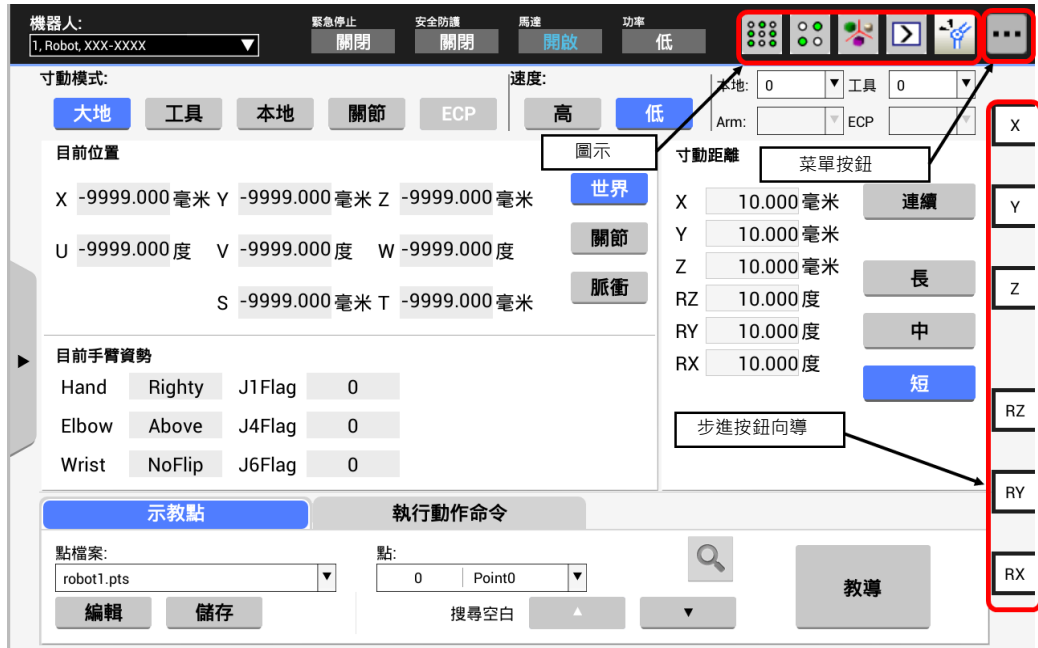 機器人:
緊急停止 安全防護 馬達 功率
1, Robot, XXX-XXXX 關閉 關閉 開啟 低
寸動模式: 速度: 本地: 0 工具 0
大地 工具 本地 關節 ECP 高 低 Arm: ECP
圖示
菜單按鈕
X
目前位置 寸動距離
X -9999.000 毫米 Y -9999.000 毫米 Z -9999.000 毫米 世界 X 10.000 毫米 連續
Y
Y 10.000 毫米
U -9999.000 度 V -9999.000 度 W -9999.000 度 關節
Z 10.000 毫米 長
Z
S -9999.000 毫米 T -9999.000 毫米 脈衝 RZ 10.000 度
RY 10.000 度 中
目前手臂資勢 RX 10.000 度
Hand Righty J1Flag 0 短
RZ
Elbow Above J4Flag 0 步進按鈕向導
Wrist NoFlip J6Flag 0
RY
示教點 執行動作命令
點檔案: 點:
robot1.pts 0 Point0
教導
RX
編輯 儲存 搜尋空白